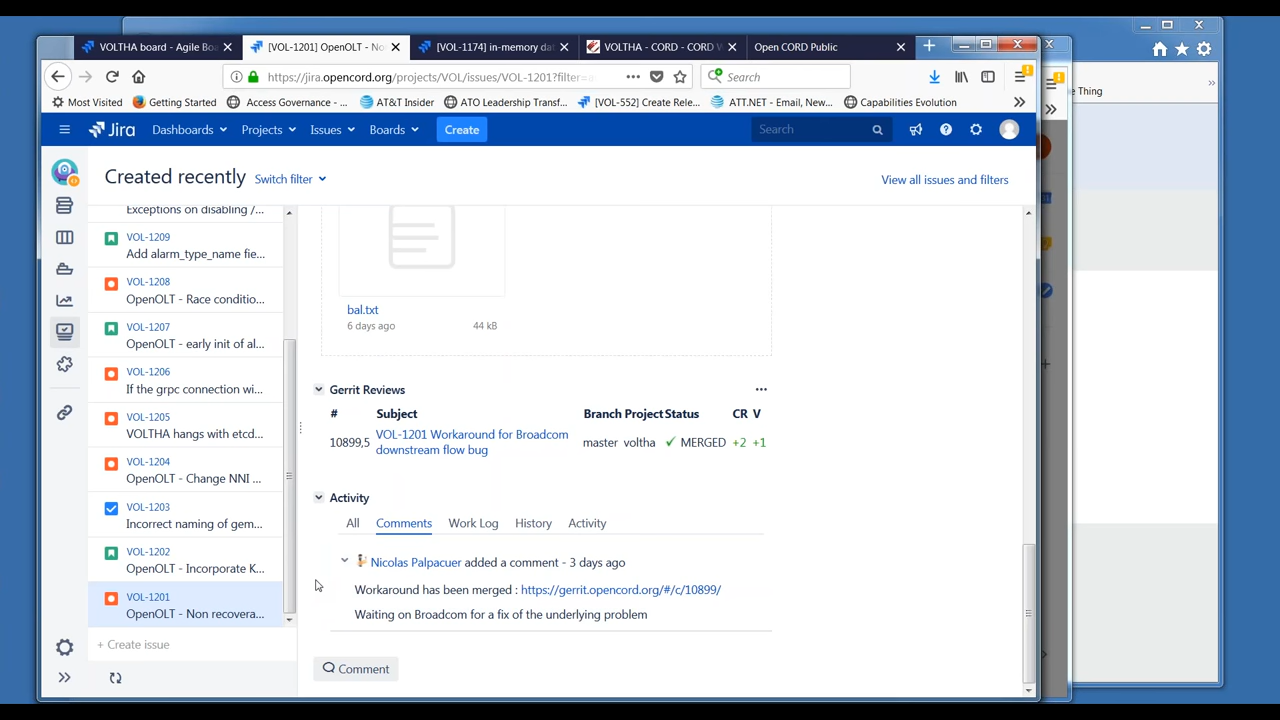 VOLTHA board - Agile Boa
[VOL-1201] OpenOLT - No
[VOL-1174] in-memory dat
VOLTHA - CORD - CORD W
Open CORD Public
https://jira.opencord.org/projects/VOL/issues/VOL-1201?filter=a
Search
Most Visited
Getting Started
Access Governance - ...
AT&T Insider
ATO Leadership Transf...
[VOL-552] Create Rele...
ATT.NET - Email, New...
Capabilities Evolution
e Thing
Jira
Dashboards
Projects
Issues
Boards
Create
Search
Created recently
Switch filter
View all issues and filters
Exceptions on disabling /...
VOL-1209
Add alarm_type_name fie...
VOL-1208
OpenOLT - Race conditio...
VOL-1207
OpenOLT - early init of al...
VOL-1206
If the grpc connection wi...
VOL-1205
VOLTHA hangs with etcd...
VOL-1204
OpenOLT - Change NNI ...
VOL-1203
Incorrect naming of gem...
VOL-1202
OpenOLT - Incorporate K...
VOL-1201
OpenOLT - Non recovera...
+ Create issue
bal.txt
6 days ago 44 kB
Gerrit Reviews
# Subject Branch Project Status CR V
10899,5 VOL-1201 Workaround for Broadcom downstream flow bug master voltha MERGED +2 +1
Activity
All Comments Work Log History Activity
Nicolas Palpacuer added a comment - 3 days ago
Workaround has been merged : https://gerrit.opencord.org/#/c/10899/
Waiting on Broadcom for a fix of the underlying problem
Comment